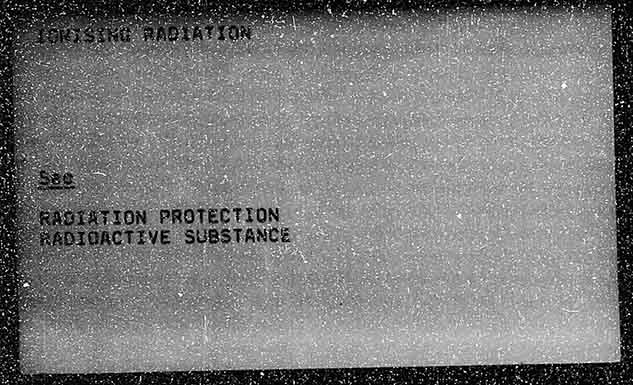 IONISING RADIATION
See
RADIATION PROTECTION
RADIOACTIVE SUBSTANCE